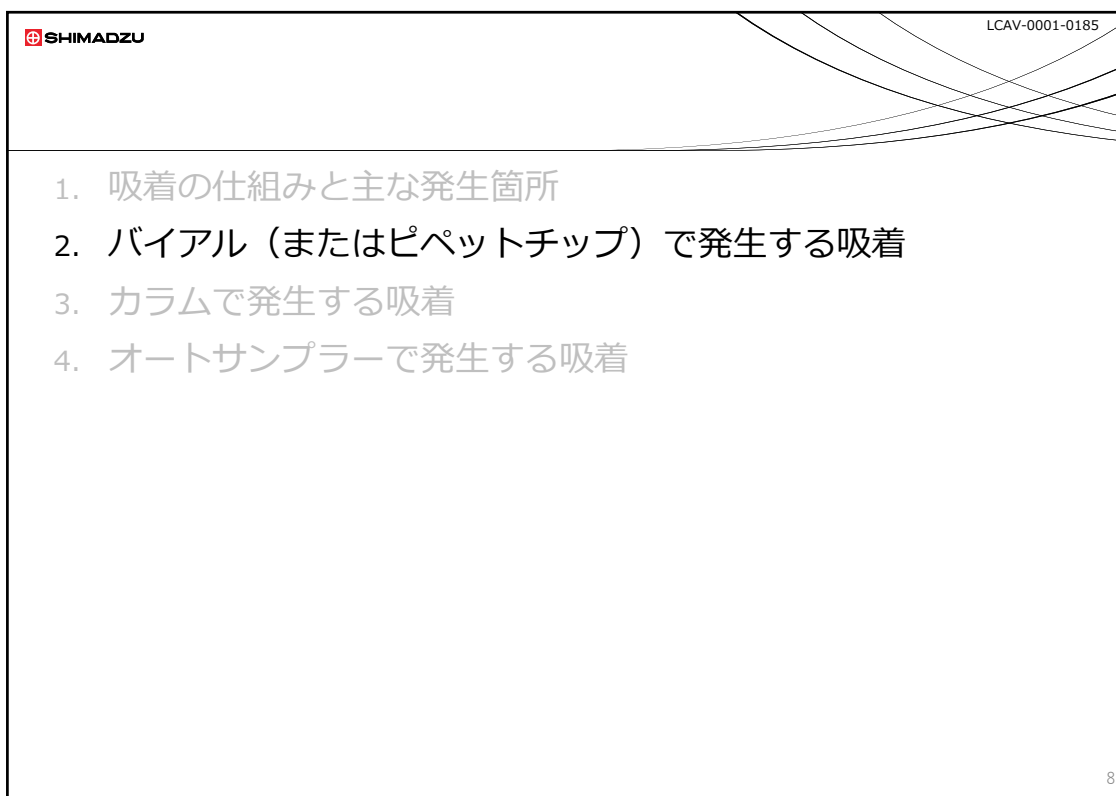 SHIMADZU
LCAV-0001-0185
1. 吸着の仕組みと主な発生箇所
2. バイアル（またはピペットチップ）で発生する吸着
3. カラムで発生する吸着
4. オートサンプラーで発生する吸着
8